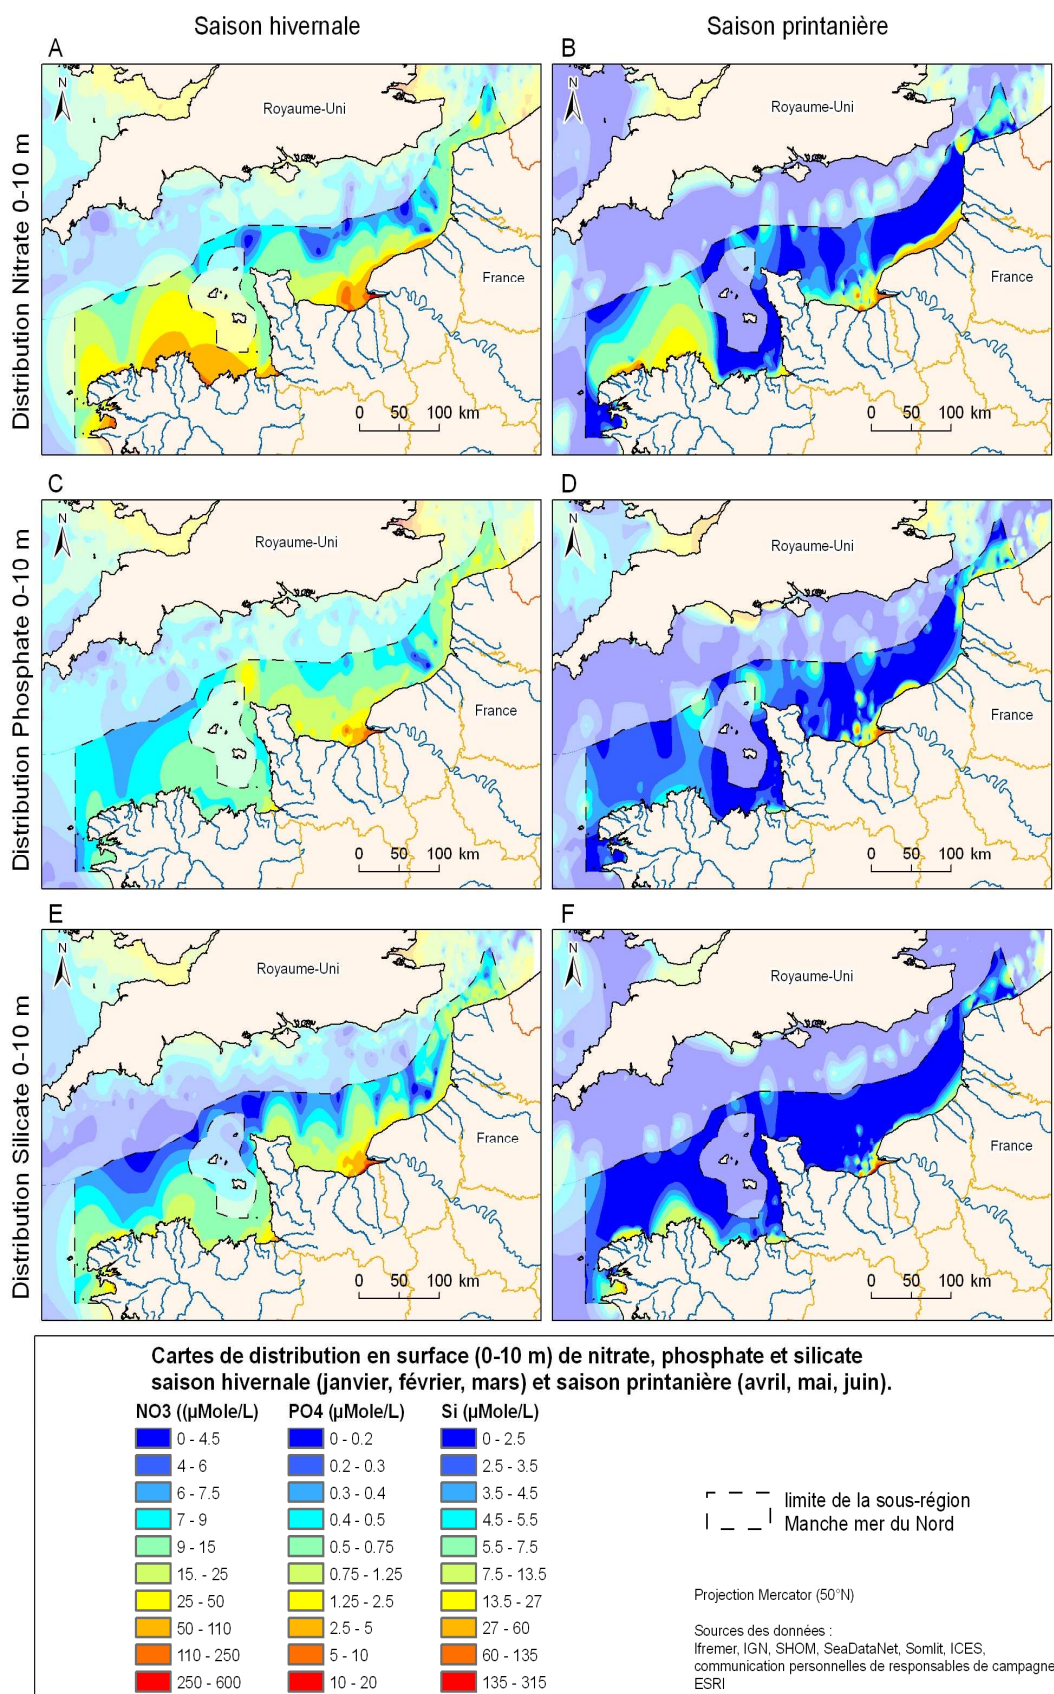 Saison hivernale
Saison printanière
A
B
Distribution Nitrate 0-10 m
N
Royaume-Uni
France
0 50 100 km
N
Royaume-Uni
France
0 50 100 km
C
D
Distribution Phosphate 0-10 m
N
Royaume-Uni
France
0 50 100 km
N
Royaume-Uni
France
0 50 100 km
E
F
Distribution Silicate 0-10 m
N
Royaume-Uni
France
0 50 100 km
N
Royaume-Uni
France
0 50 100 km
Cartes de distribution en surface (0-10 m) de nitrate, phosphate et silicate
saison hivernale (janvier, février, mars) et saison printanière (avril, mai, juin).
NO3 ((µMole/L) PO4 (µMole/L) Si (µMole/L)
0 - 4.5 0 - 0.2 0 - 2.5
4 - 6 0.2 - 0.3 2.5 - 3.5
6 - 7.5 0.3 - 0.4 3.5 - 4.5
7 - 9 0.4 - 0.5 4.5 - 5.5
9 - 15 0.5 - 0.75 5.5 - 7.5
15. - 25 0.75 - 1.25 7.5 - 13.5
25 - 50 1.25 - 2.5 13.5 - 27
50 - 110 2.5 - 5 27 - 60
110 - 250 5 - 10 60 - 135
250 - 600 10 - 20 135 - 315
limite de la sous-région
Manche mer du Nord
Projection Mercator (50°N)
Sources des données :
Ifremer, IGN, SHOM, SeaDataNet, Somlit, ICES,
communication personnelles de responsables de campagne
ESRI